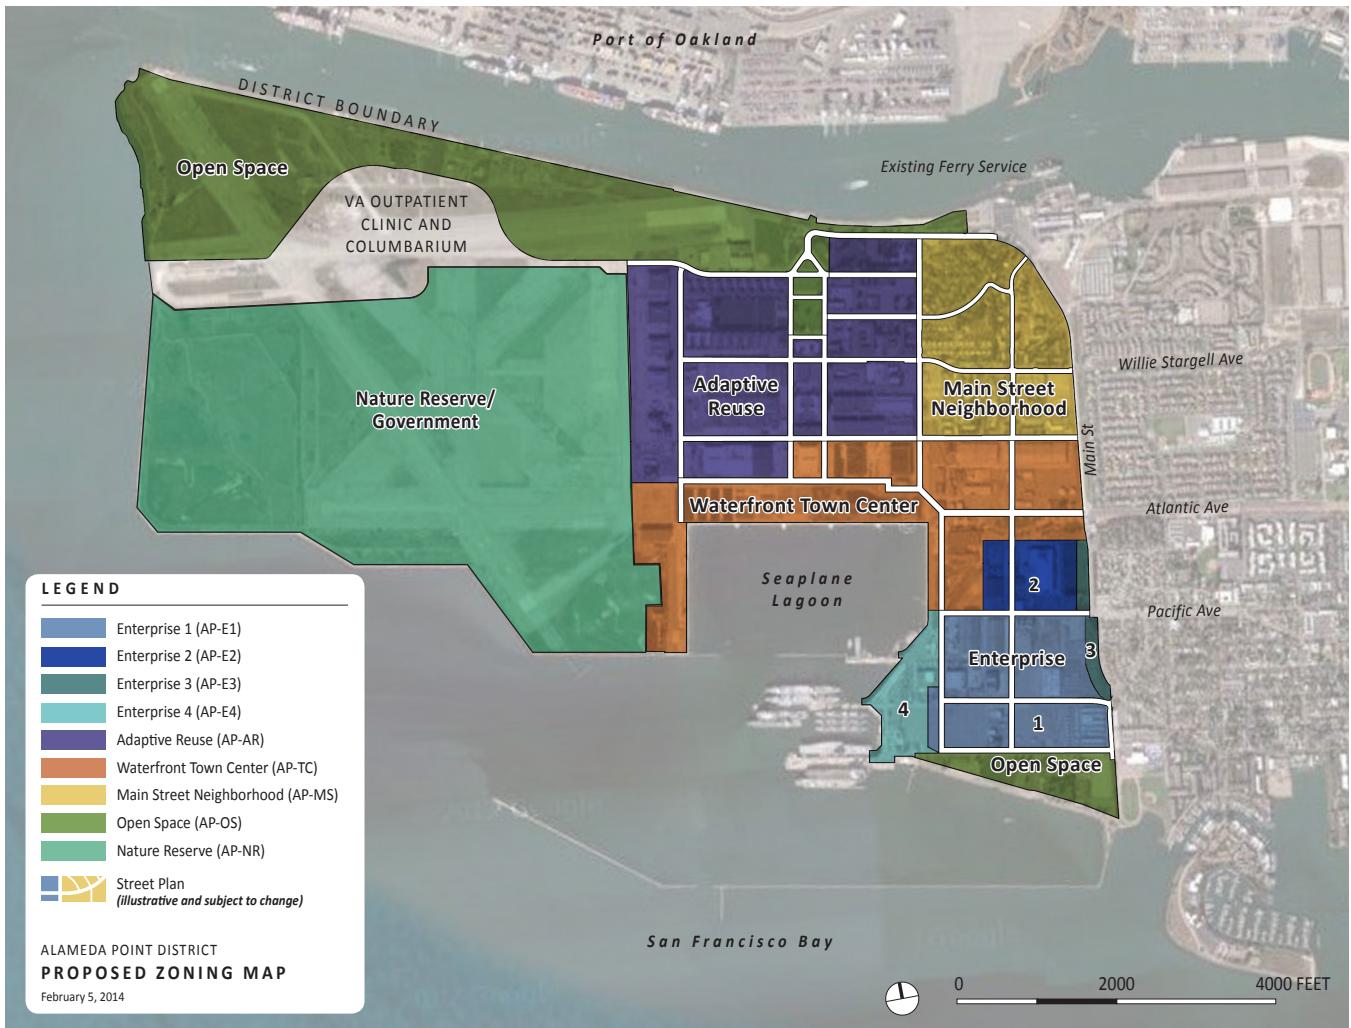 Port of Oakland
DISTRICT BOUNDARY
Open Space
Existing Ferry Service
VA OUTPATIENT
CLINIC AND
COLUMBARIUM
Willie Stargell Ave
Nature Reserve/
Government
Adaptive
Reuse
Main Street
Neighborhood
Main St
Waterfront Town Center
Atlantic Ave
Seaplane
Lagoon
2
Pacific Ave
Enterprise
3
4
1
Open Space
LEGEND
Enterprise 1 (AP-E1)
Enterprise 2 (AP-E2)
Enterprise 3 (AP-E3)
Enterprise 4 (AP-E4)
Adaptive Reuse (AP-AR)
Waterfront Town Center (AP-TC)
Main Street Neighborhood (AP-MS)
Open Space (AP-OS)
Nature Reserve (AP-NR)
Street Plan
(illustrative and subject to change)
ALAMEDA POINT DISTRICT
PROPOSED ZONING MAP
February 5, 2014
San Francisco Bay
0 2000 4000 FEET